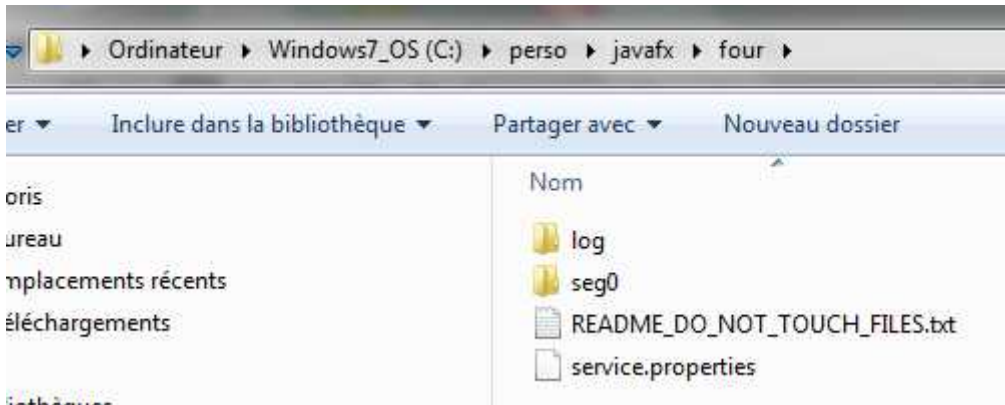 Ordinateur ▸ Windows7_OS (C:) ▸ perso ▸ javafx ▸ four ▸
er ▾ Inclure dans la bibliothèque ▾ Partager avec ▾ Nouveau dossier
oris
ureau
mplacements récents
éléchargements
Nom
log
seg0
README_DO_NOT_TOUCH_FILES.txt
service.properties